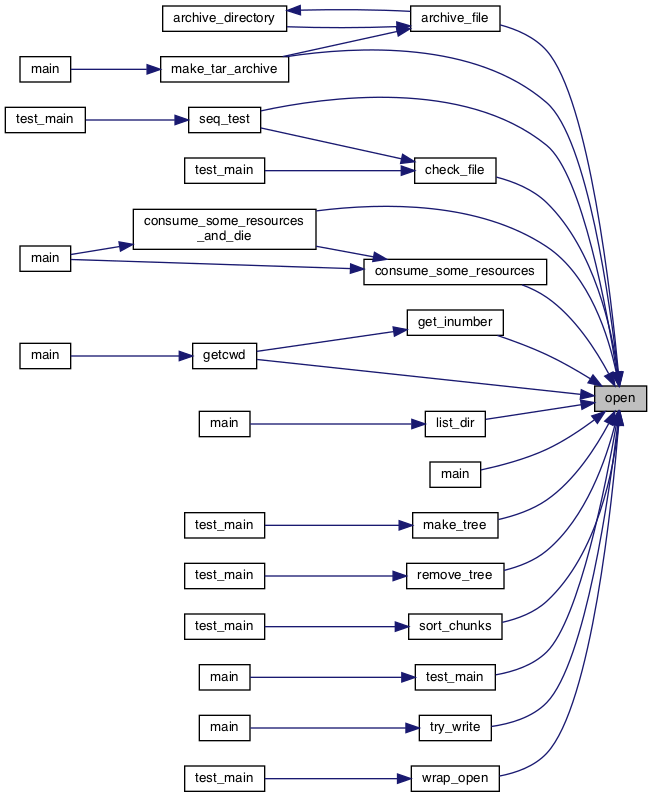 archive_directory
archive_file
main
make_tar_archive
test_main
seq_test
test_main
check_file
consume_some_resources
_and_die
main
consume_some_resources
get_inumber
main
getcwd
open
main
list_dir
main
test_main
make_tree
test_main
remove_tree
test_main
sort_chunks
main
test_main
main
try_write
test_main
wrap_open